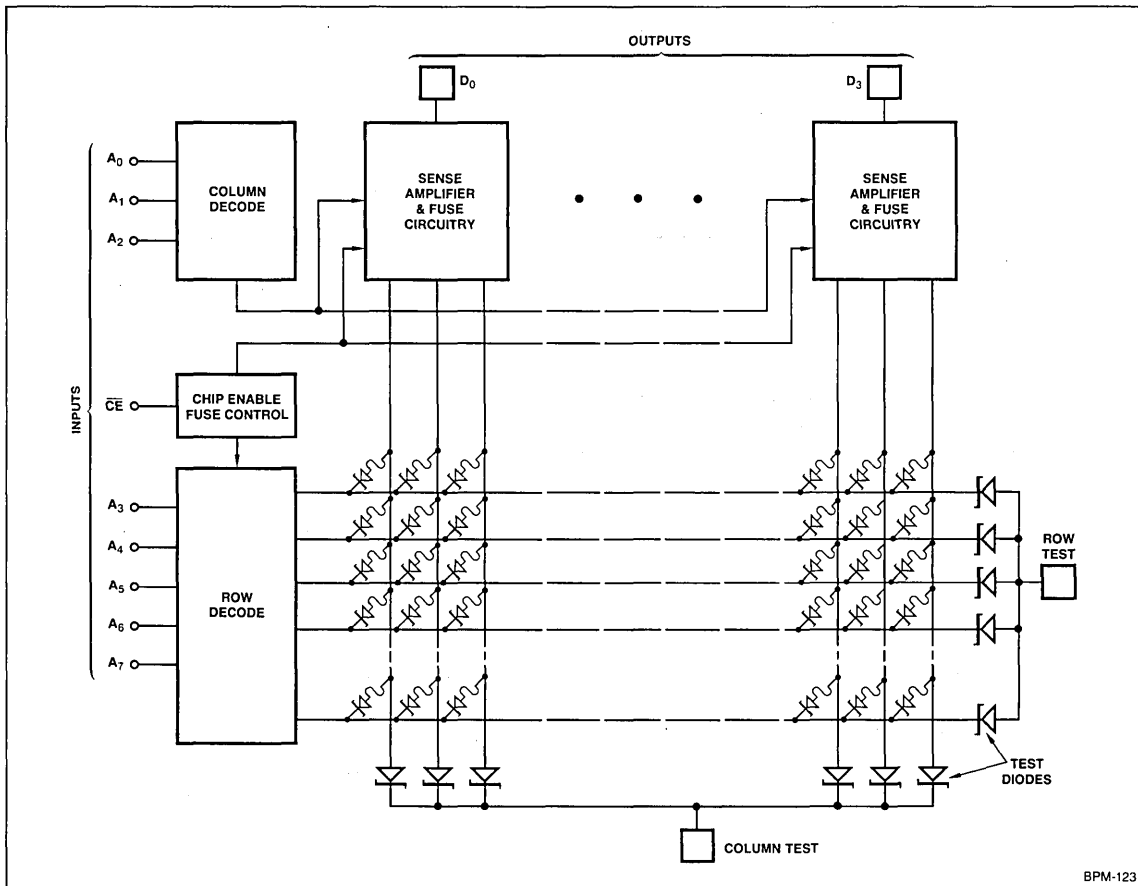 OUTPUTS
D0
D3
INPUTS
A0
A1
A2
COLUMN
DECODE
SENSE
AMPLIFIER
& FUSE
CIRCUITRY
SENSE
AMPLIFIER
& FUSE
CIRCUITRY
CE
CHIP ENABLE
FUSE CONTROL
A3
A4
A5
A6
A7
ROW
DECODE
ROW
TEST
TEST
DIODES
COLUMN TEST
BPM-123